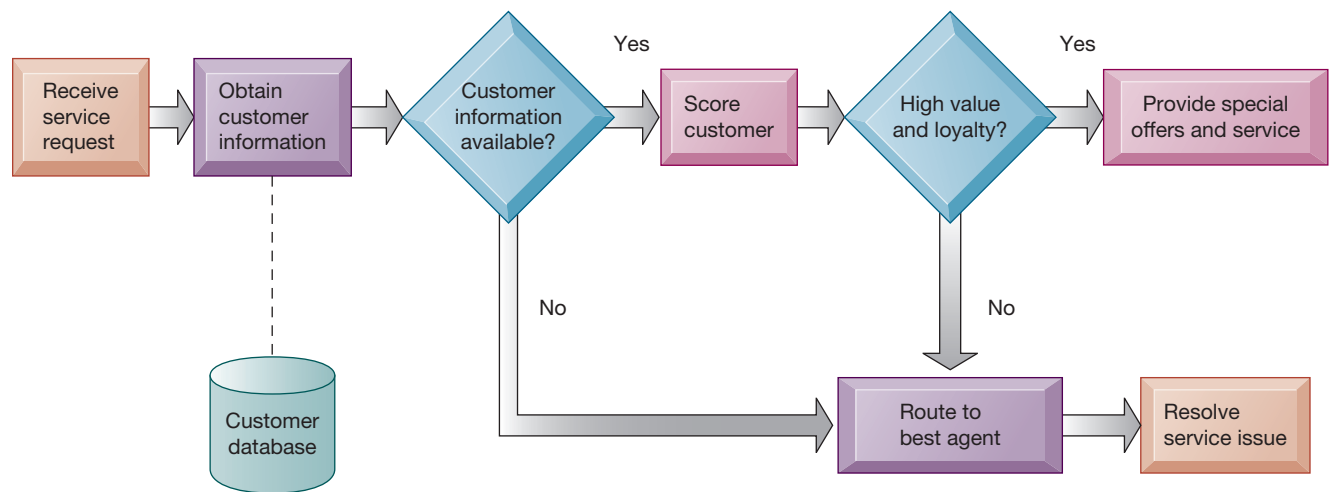 Receive
service
request
Obtain
customer
information
Customer
information
available?
Yes
Score
customer
High value
and loyalty?
Yes
Provide special
offers and service
No
No
Customer
database
Route to
best agent
Resolve
service issue